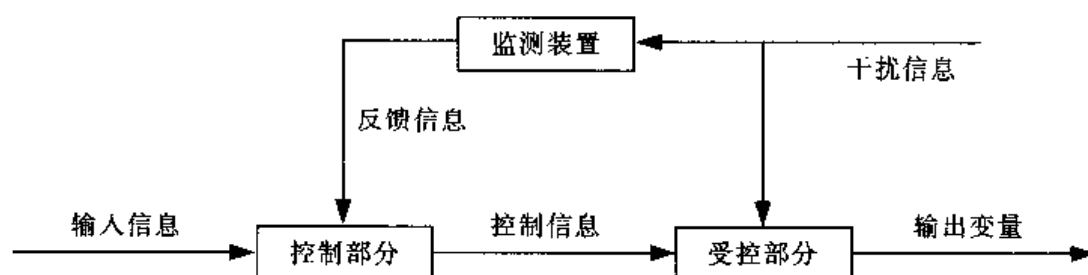 监测装置
干扰信息
反馈信息
输入信息
控制部分
控制信息
受控部分
输出变量